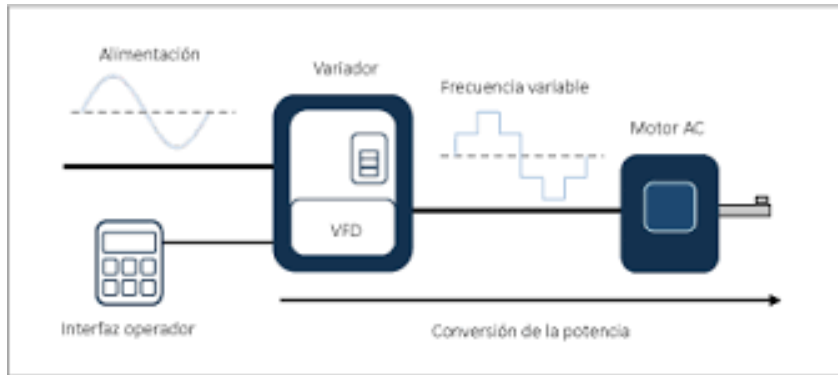 Alimentación
Variador
Frecuencia variable
Motor AC
VFD
Interfaz operador
Conversión de la potencia